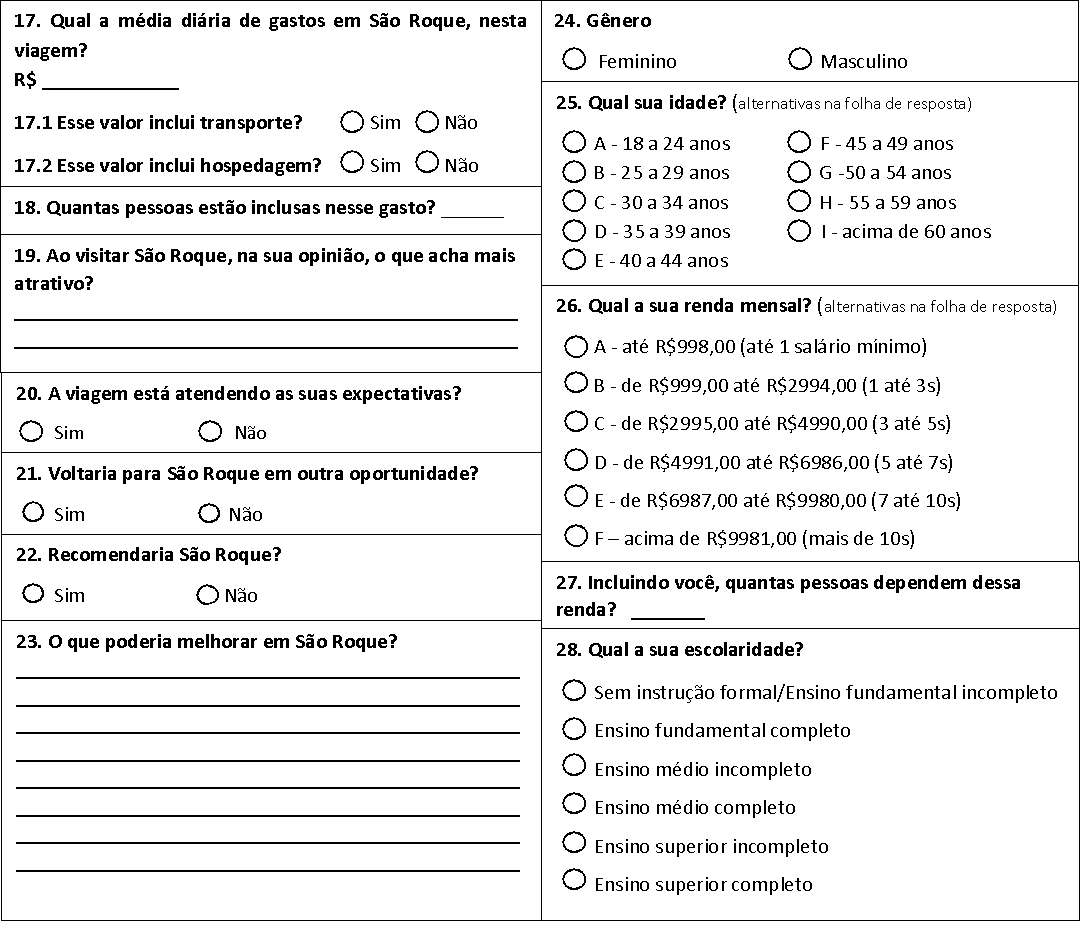 17. Qual a média diária de gastos em São Roque, nesta
viagem?
R$ _____________
17.1 Esse valor inclui transporte? Sim Não
17.2 Esse valor inclui hospedagem? Sim Não
18. Quantas pessoas estão inclusas nesse gasto? ______
19. Ao visitar São Roque, na sua opinião, o que acha mais
atrativo?
20. A viagem está atendendo as suas expectativas?
Sim Não
21. Voltaria para São Roque em outra oportunidade?
Sim Não
22. Recomendaria São Roque?
Sim Não
23. O que poderia melhorar em São Roque?
24. Gênero
Feminino Masculino
25. Qual sua idade? (alternativas na folha de resposta)
A - 18 a 24 anos F - 45 a 49 anos
B - 25 a 29 anos G -50 a 54 anos
C - 30 a 34 anos H - 55 a 59 anos
D - 35 a 39 anos I - acima de 60 anos
E - 40 a 44 anos
26. Qual a sua renda mensal? (alternativas na folha de resposta)
A - até R$998,00 (até 1 salário mínimo)
B - de R$999,00 até R$2994,00 (1 até 3s)
C - de R$2995,00 até R$4990,00 (3 até 5s)
D - de R$4991,00 até R$6986,00 (5 até 7s)
E - de R$6987,00 até R$9980,00 (7 até 10s)
F – acima de R$9981,00 (mais de 10s)
27. Incluindo você, quantas pessoas dependem dessa
renda? _______
28. Qual a sua escolaridade?
Sem instrução formal/Ensino fundamental incompleto
Ensino fundamental completo
Ensino médio incompleto
Ensino médio completo
Ensino superior incompleto
Ensino superior completo